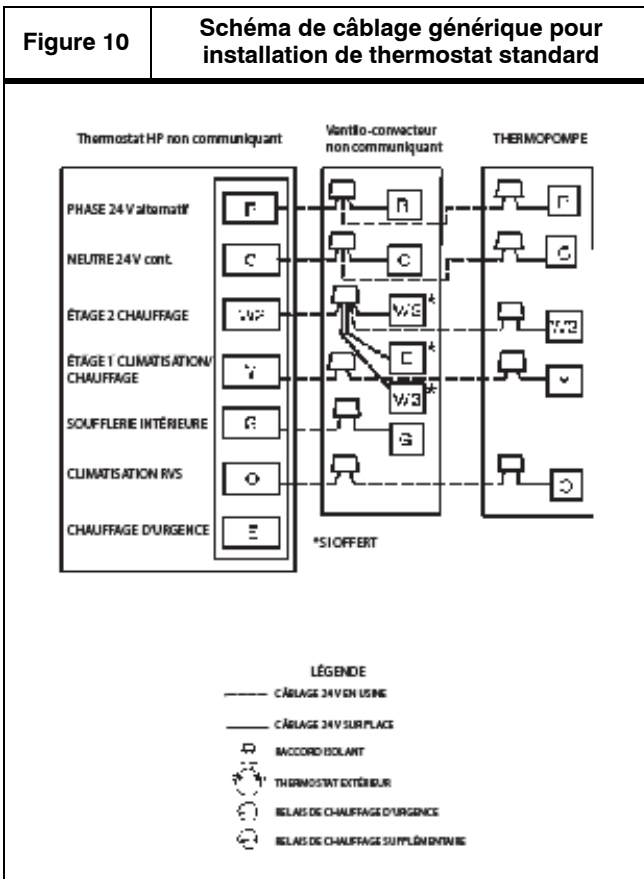 Figure 10
Schéma de câblage générique pour
installation de thermostat standard
Thermostat HP non communiquant
Ventilo-convecteur
non communiquant
THERMOPOMPE
PHASE 24 V alternatif
R
R
R
NEUTRE 24 V cont.
C
C
C
ÉTAGE 2 CHAUFFAGE
W2
W2 *
W2
E *
ÉTAGE 1 CLIMATISATION/
CHAUFFAGE
Y
W3 *
Y
SOUFFLERIE INTÉRIEURE
G
G
CLIMATISATION RVS
O
O
CHAUFFAGE D'URGENCE
E
*SI OFFERT
LÉGENDE
CÂBLAGE 24 V EN USINE
CÂBLAGE 24 V SUR PLACE
RACCORD ISOLANT
THERMOSTAT EXTÉRIEUR
RELAIS DE CHAUFFAGE D'URGENCE
RELAIS DE CHAUFFAGE SUPPLÉMENTAIRE